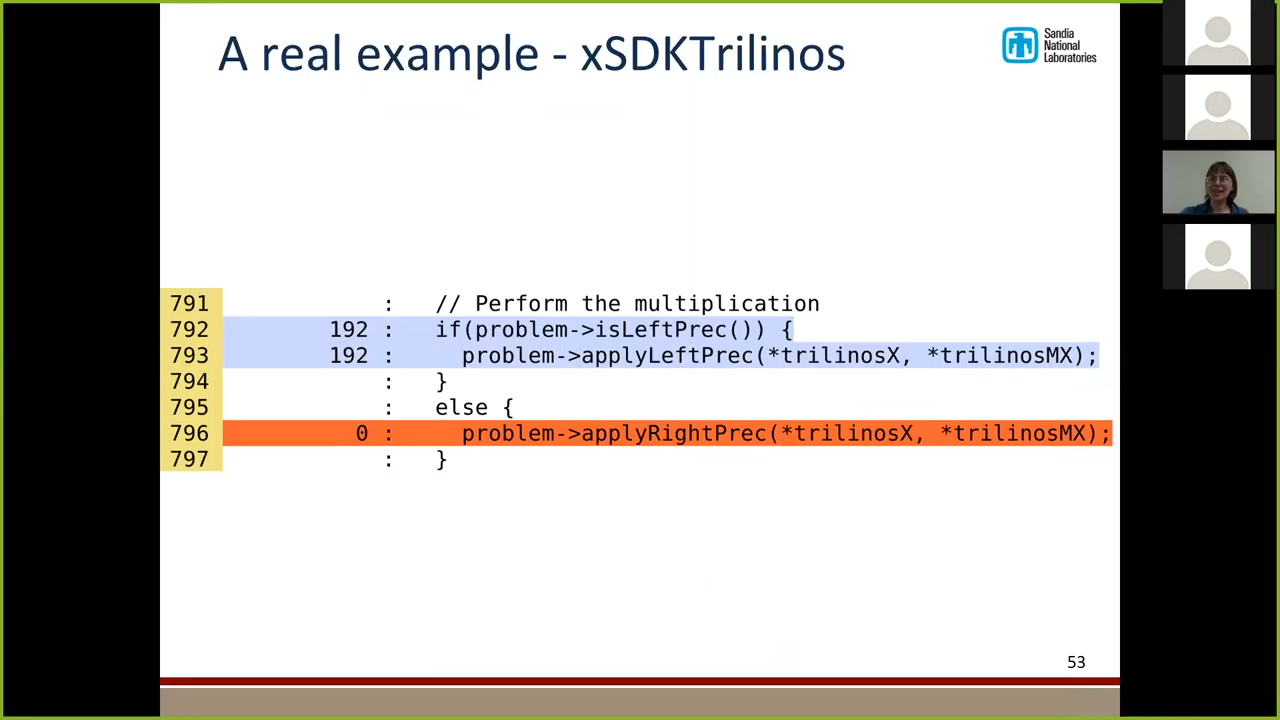 A real example - xSDKTrilinos
Sandia
National
Laboratories
791 : // Perform the multiplication
792 192 : if(problem->isLeftPrec()) {
793 192 : problem->applyLeftPrec(*trilinosX, *trilinosMX);
794 : }
795 : else {
796 0 : problem->applyRightPrec(*trilinosX, *trilinosMX);
797 : }
53